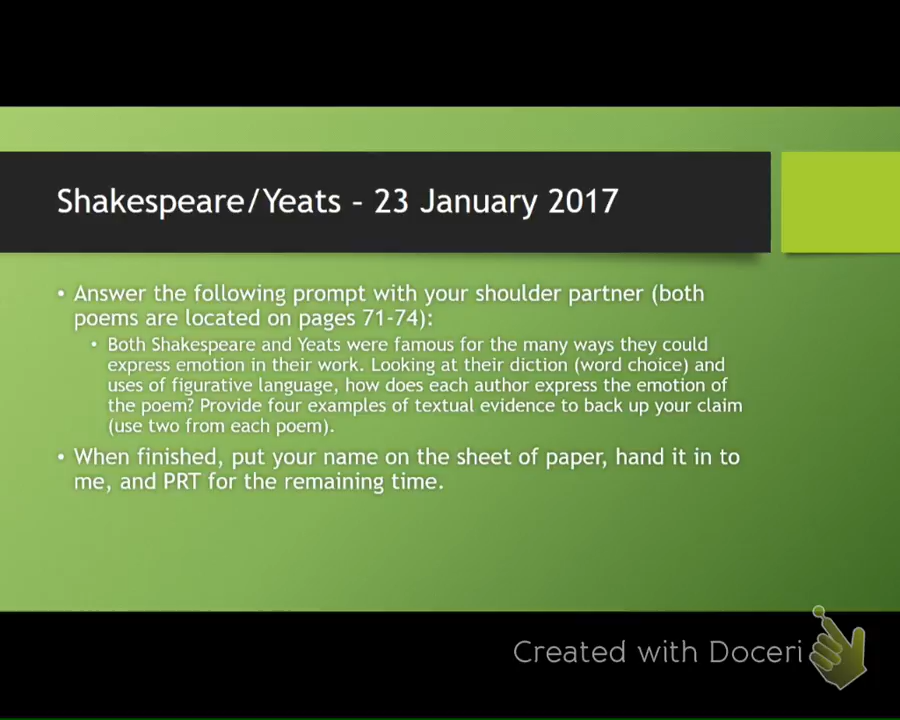 Shakespeare/Yeats – 23 January 2017
• Answer the following prompt with your shoulder partner (both
poems are located on pages 71-74):
• Both Shakespeare and Yeats were famous for the many ways they could
express emotion in their work. Looking at their diction (word choice) and
uses of figurative language, how does each author express the emotion of
the poem? Provide four examples of textual evidence to back up your claim
(use two from each poem).
• When finished, put your name on the sheet of paper, hand it in to
me, and PRT for the remaining time.
Created with Doceri